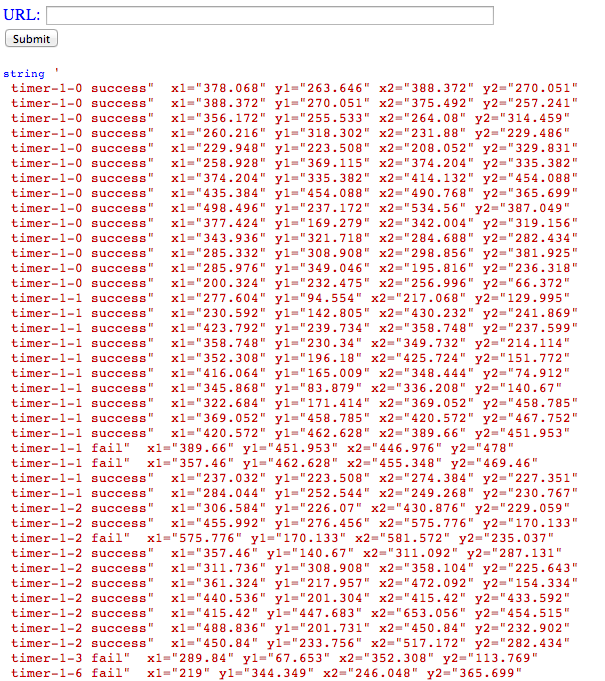 URL:
Submit
string '
timer-1-0 success"  x1="378.068" y1="263.646" x2="388.372" y2="270.051"
timer-1-0 success"  x1="388.372" y1="270.051" x2="375.492" y2="257.241"
timer-1-0 success"  x1="356.172" y1="255.533" x2="264.08" y2="314.459"
timer-1-0 success"  x1="260.216" y1="318.302" x2="231.88" y2="229.486"
timer-1-0 success"  x1="229.948" y1="223.508" x2="208.052" y2="329.831"
timer-1-0 success"  x1="258.928" y1="369.115" x2="374.204" y2="335.382"
timer-1-0 success"  x1="374.204" y1="335.382" x2="414.132" y2="454.088"
timer-1-0 success"  x1="435.384" y1="454.088" x2="490.768" y2="365.699"
timer-1-0 success"  x1="498.496" y1="237.172" x2="534.56" y2="387.049"
timer-1-0 success"  x1="377.424" y1="169.279" x2="342.004" y2="319.156"
timer-1-0 success"  x1="343.936" y1="321.718" x2="284.688" y2="282.434"
timer-1-0 success"  x1="285.332" y1="308.908" x2="298.856" y2="381.925"
timer-1-0 success"  x1="285.976" y1="349.046" x2="195.816" y2="236.318"
timer-1-0 success"  x1="200.324" y1="232.475" x2="256.996" y2="66.372"
timer-1-1 success"  x1="277.604" y1="94.554" x2="217.068" y2="129.995"
timer-1-1 success"  x1="230.592" y1="142.805" x2="430.232" y2="241.869"
timer-1-1 success"  x1="423.792" y1="239.734" x2="358.748" y2="237.599"
timer-1-1 success"  x1="358.748" y1="230.34" x2="349.732" y2="214.114"
timer-1-1 success"  x1="352.308" y1="196.18" x2="425.724" y2="151.772"
timer-1-1 success"  x1="416.064" y1="165.009" x2="348.444" y2="74.912"
timer-1-1 success"  x1="345.868" y1="83.879" x2="336.208" y2="140.67"
timer-1-1 success"  x1="322.684" y1="171.414" x2="369.052" y2="458.785"
timer-1-1 success"  x1="369.052" y1="458.785" x2="420.572" y2="467.752"
timer-1-1 success"  x1="420.572" y1="462.628" x2="389.66" y2="451.953"
timer-1-1 fail"  x1="389.66" y1="451.953" x2="446.976" y2="478"
timer-1-1 fail"  x1="357.46" y1="462.628" x2="455.348" y2="469.46"
timer-1-1 success"  x1="237.032" y1="223.508" x2="274.384" y2="227.351"
timer-1-1 success"  x1="284.044" y1="252.544" x2="249.268" y2="230.767"
timer-1-2 success"  x1="306.584" y1="226.07" x2="430.876" y2="229.059"
timer-1-2 success"  x1="455.992" y1="276.456" x2="575.776" y2="170.133"
timer-1-2 fail"  x1="575.776" y1="170.133" x2="581.572" y2="235.037"
timer-1-2 success"  x1="357.46" y1="140.67" x2="311.092" y2="287.131"
timer-1-2 success"  x1="311.736" y1="308.908" x2="358.104" y2="225.643"
timer-1-2 success"  x1="361.324" y1="217.957" x2="472.092" y2="154.334"
timer-1-2 success"  x1="440.536" y1="201.304" x2="415.42" y2="433.592"
timer-1-2 success"  x1="415.42" y1="447.683" x2="653.056" y2="454.515"
timer-1-2 success"  x1="488.836" y1="201.731" x2="450.84" y2="232.902"
timer-1-2 success"  x1="450.84" y1="233.756" x2="517.172" y2="282.434"
timer-1-3 fail"  x1="289.84" y1="67.653" x2="352.308" y2="113.769"
timer-1-6 fail"  x1="219" y1="344.349" x2="246.048" y2="365.699"